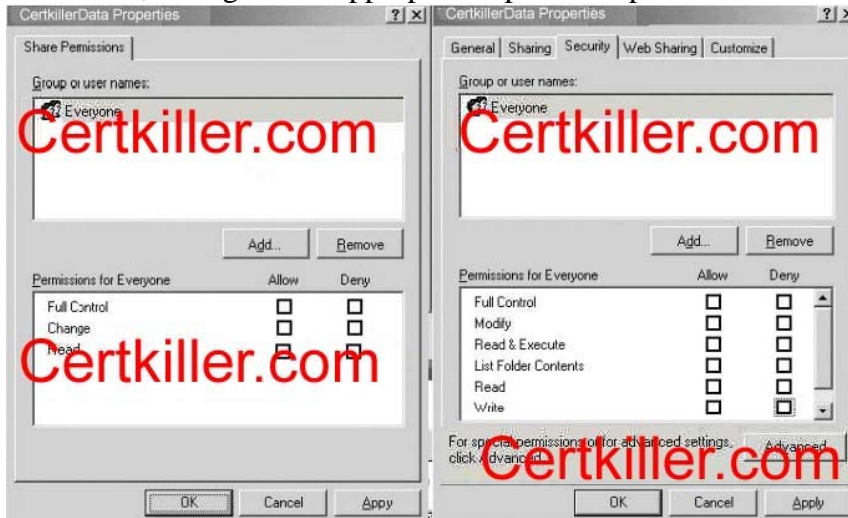 CertkillerData Properties
Share Permissions
Group or user names:
Everyone
Certkiller.com
Add...
Remove
Permissions for Everyone Allow Deny
Full Control
Change
Read
Certkiller.com
OK Cancel Appy
CertkillerData Properties
General Sharing Security Web Sharing Customize
Group or user names:
Everyone
Certkiller.com
Add...
Remove
Permissions for Everyone Allow Deny
Full Control
Modify
Read & Execute
List Folder Contents
Read
Write
For special permissions or for advanced settings,
click Advanced.
Advanced
Certkiller.com
OK Cancel Apply